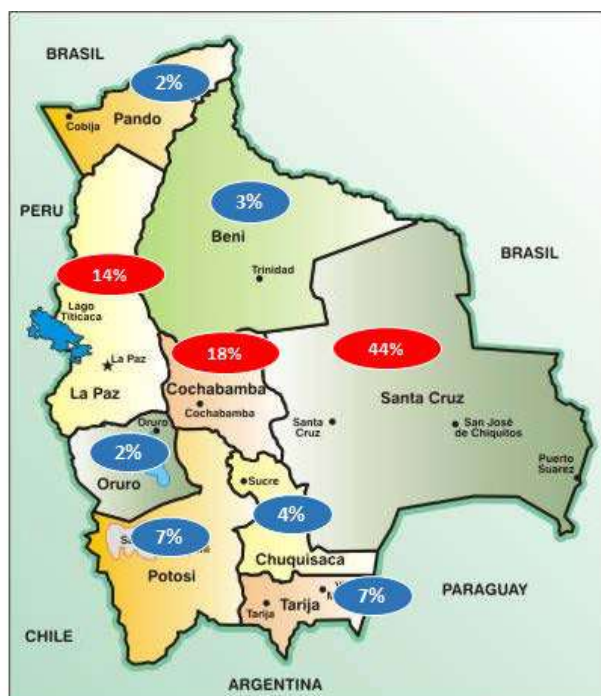 BRASIL
2%
Cobija
Pando
PERU
3%
Beni
BRASIL
14%
Trinidad
Lago
Titicaca
La Paz
La Paz
18%
Cochabamba
Cochabamba
44%
Santa Cruz
Santa
Cruz
San José
de Chiquitos
Puerto
Suarez
Oruro
2%
Oruro
Sucre
4%
Chuquisaca
7%
Potosi
Tarija
Tarija
7%
PARAGUAY
CHILE
ARGENTINA